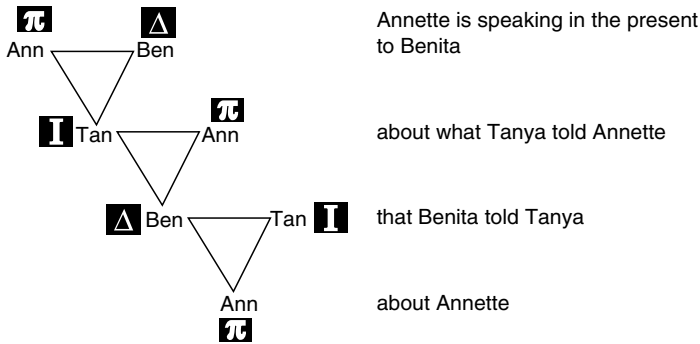 π Δ
Ann Ben
Annette is speaking in the present
to Benita
π
I Tan Ann
about what Tanya told Annette
Δ Ben Tan I
that Benita told Tanya
Ann
about Annette
π